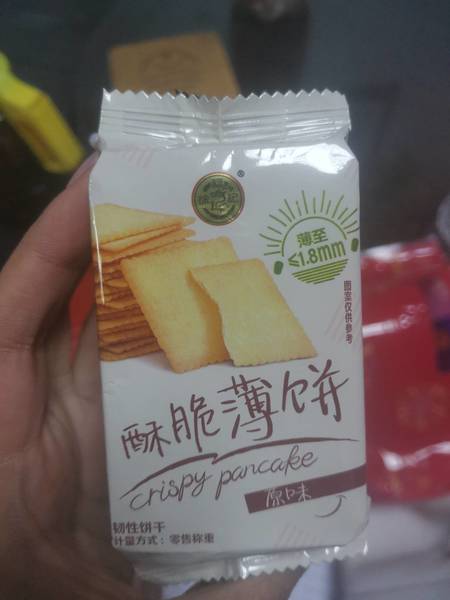 ®
薄至
≤1.8mm
图案仅供参考
酥脆薄饼
crispy pancake
原味
韧性饼干
计量方式：零售称重